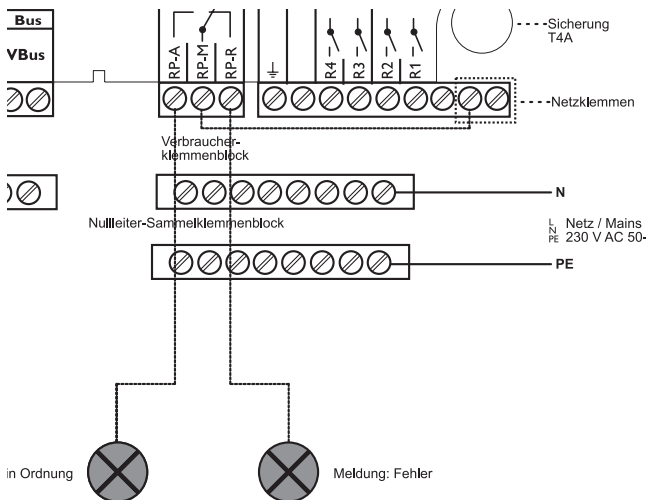 Bus
VBus
RP-A
RP-M
RP-R
R4
R3
R2
R1
Sicherung
T4A
Netzklemmen
Verbraucher-
klemmenblock
N
Nullleiter-Sammelklemmenblock
L
N
PE
Netz / Mains
230 V AC 50-
PE
in Ordnung
Meldung: Fehler